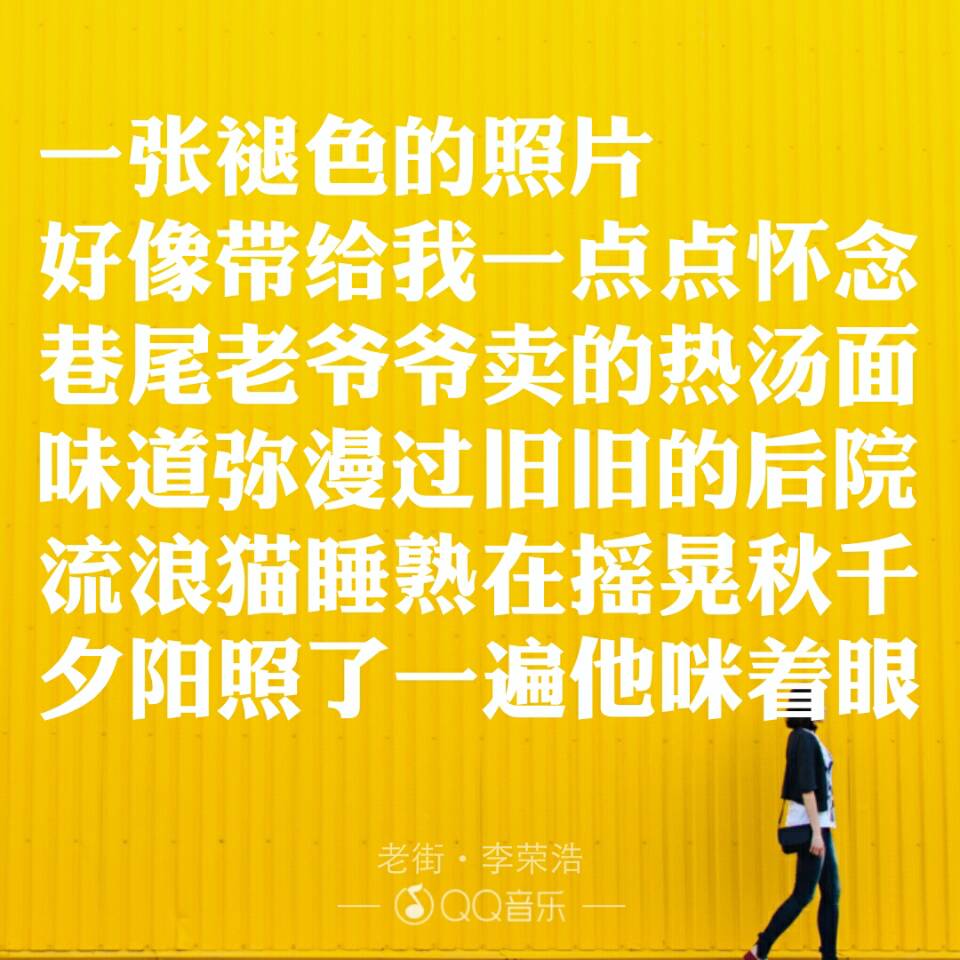 一张褪色的照片
好像带给我一点点怀念
巷尾老爷爷卖的热汤面
味道弥漫过旧旧的后院
流浪猫睡熟在摇晃秋千
夕阳照了一遍他咪着眼
老街·李荣浩
QQ音乐